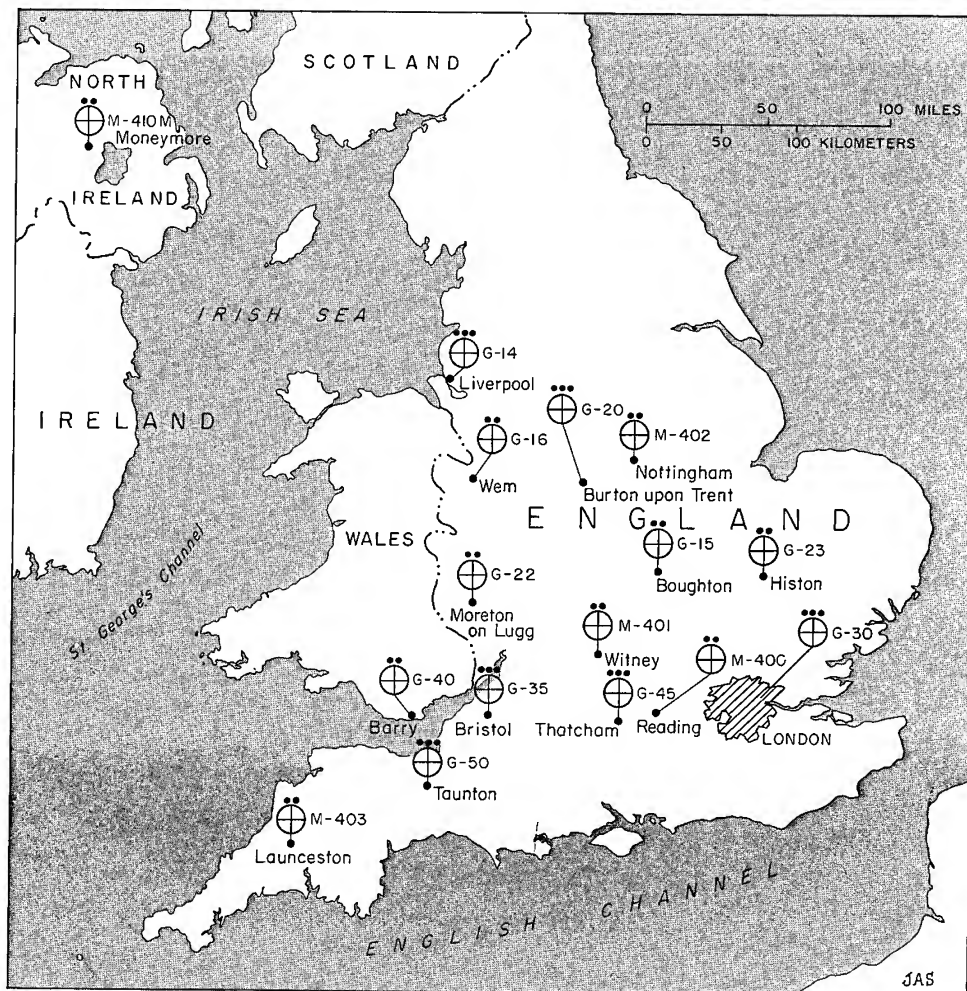 SCOTLAND
NORTH
M-410M
Moneymore
IRELAND
0 50 100 MILES
0 50 100 KILOMETERS
IRISH SEA
G-14
Liverpool
IRELAND
G-20
G-16
M-402
Nottingham
Wem
Burton upon Trent
ENGLAND
WALES
G-15
G-23
Boughton
Histon
G-22
Moreton
on Lugg
St. George's Channel
M-401
G-30
Witney
M-400
G-40
G-35
G-45
Barry
Bristol
Thatcham
Reading
LONDON
G-50
Taunton
M-403
Launceston
ENGLISH CHANNEL
JAS